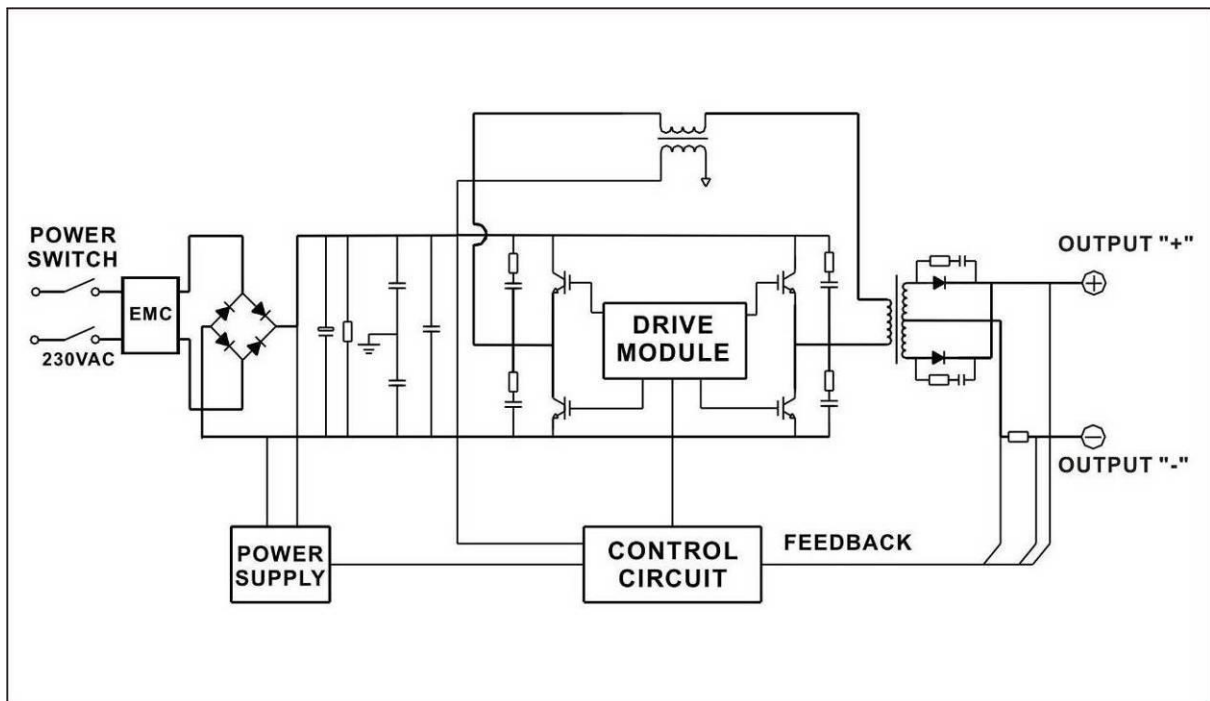 POWER
SWITCH
230VAC
EMC
DRIVE
MODULE
OUTPUT "+"
OUTPUT "-"
POWER
SUPPLY
CONTROL
CIRCUIT
FEEDBACK